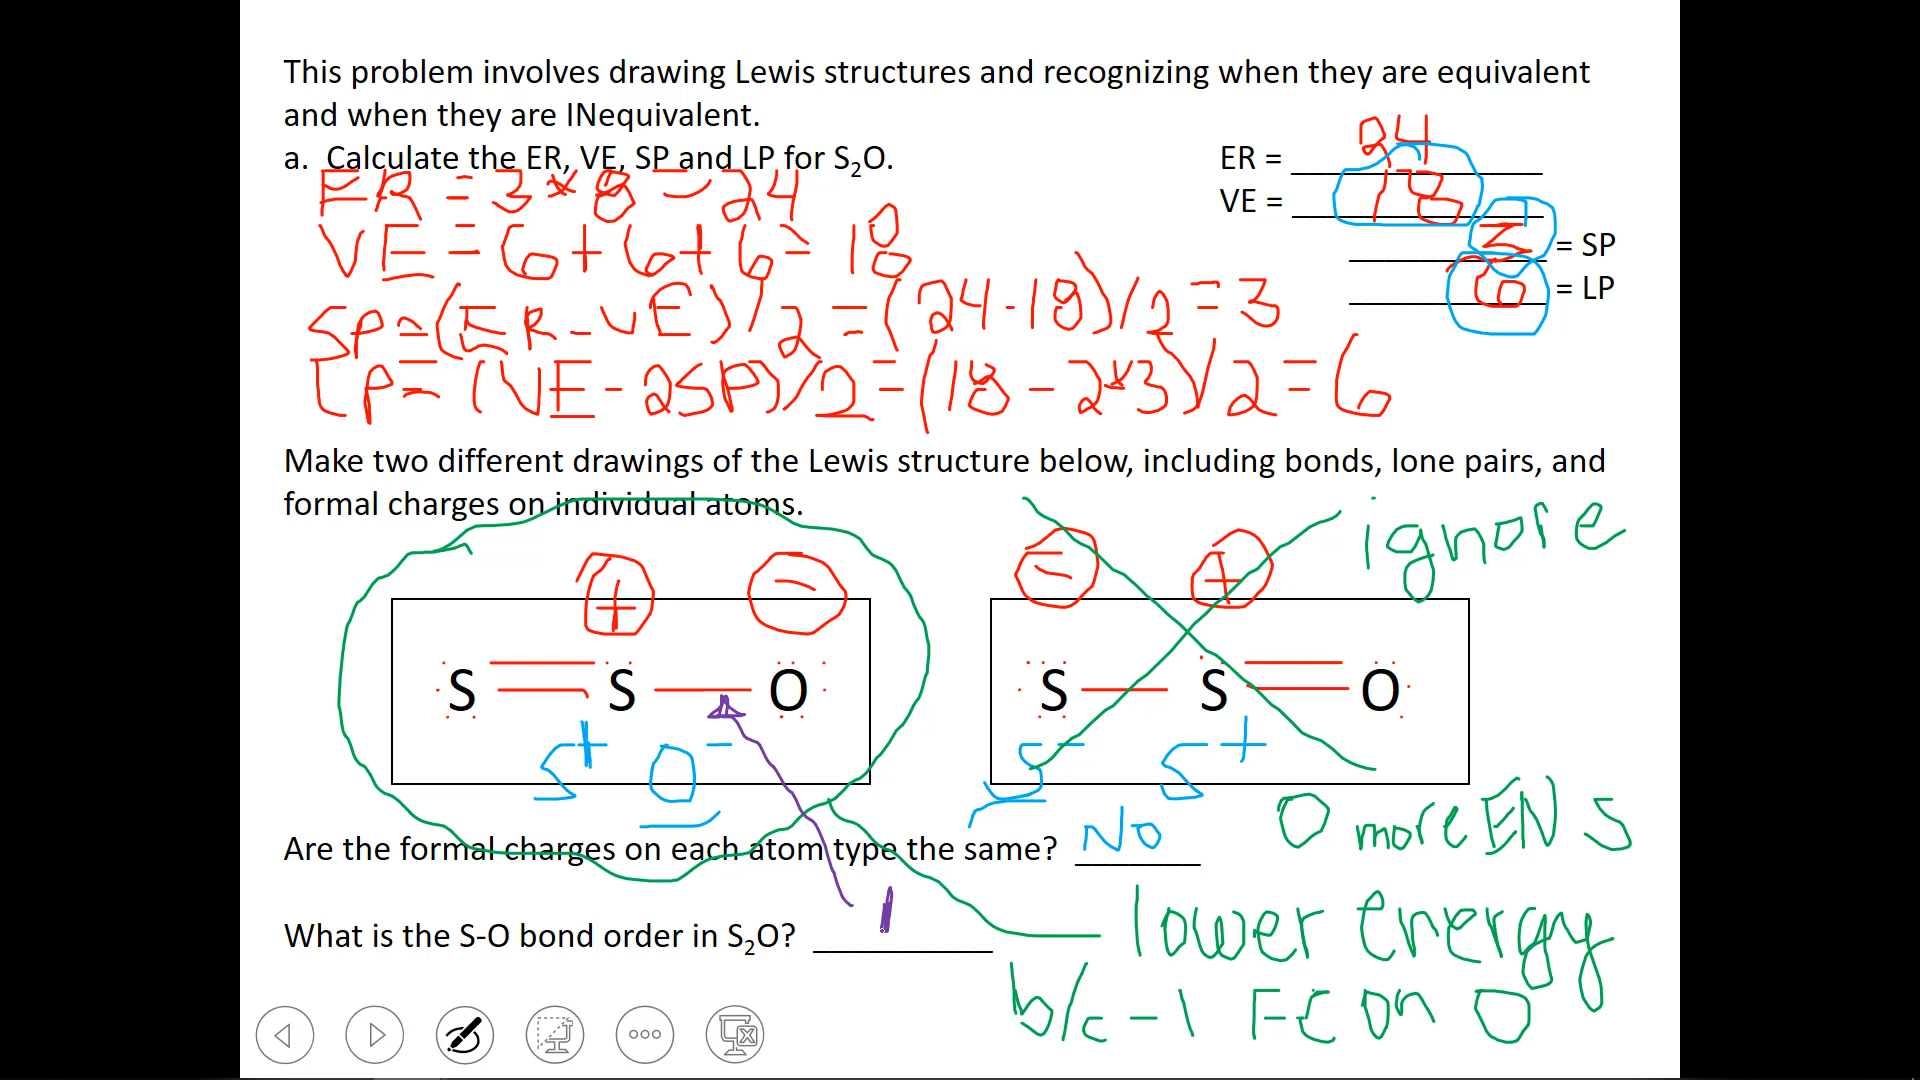 This problem involves drawing Lewis structures and recognizing when they are equivalent
and when they are INequivalent.
a. Calculate the ER, VE, SP and LP for S₂O.
ER = 24
VE = 18
= SP
6 = LP
ER = 3 * 8 = 24
VE = 6 + 6 + 6 = 18
SP = (ER - VE) / 2 = (24 - 18) / 2 = 3
LP = (VE - 2SP) / 2 = (18 - 2*3) / 2 = 6
Make two different drawings of the Lewis structure below, including bonds, lone pairs, and
formal charges on individual atoms.
ignore
+ −
− +
S S O
S S O
S+ O−
S− S+
O more EN S
Are the formal charges on each atom type the same? No
lower energy
b/c -1 FC on O
What is the S-O bond order in S₂O? 1